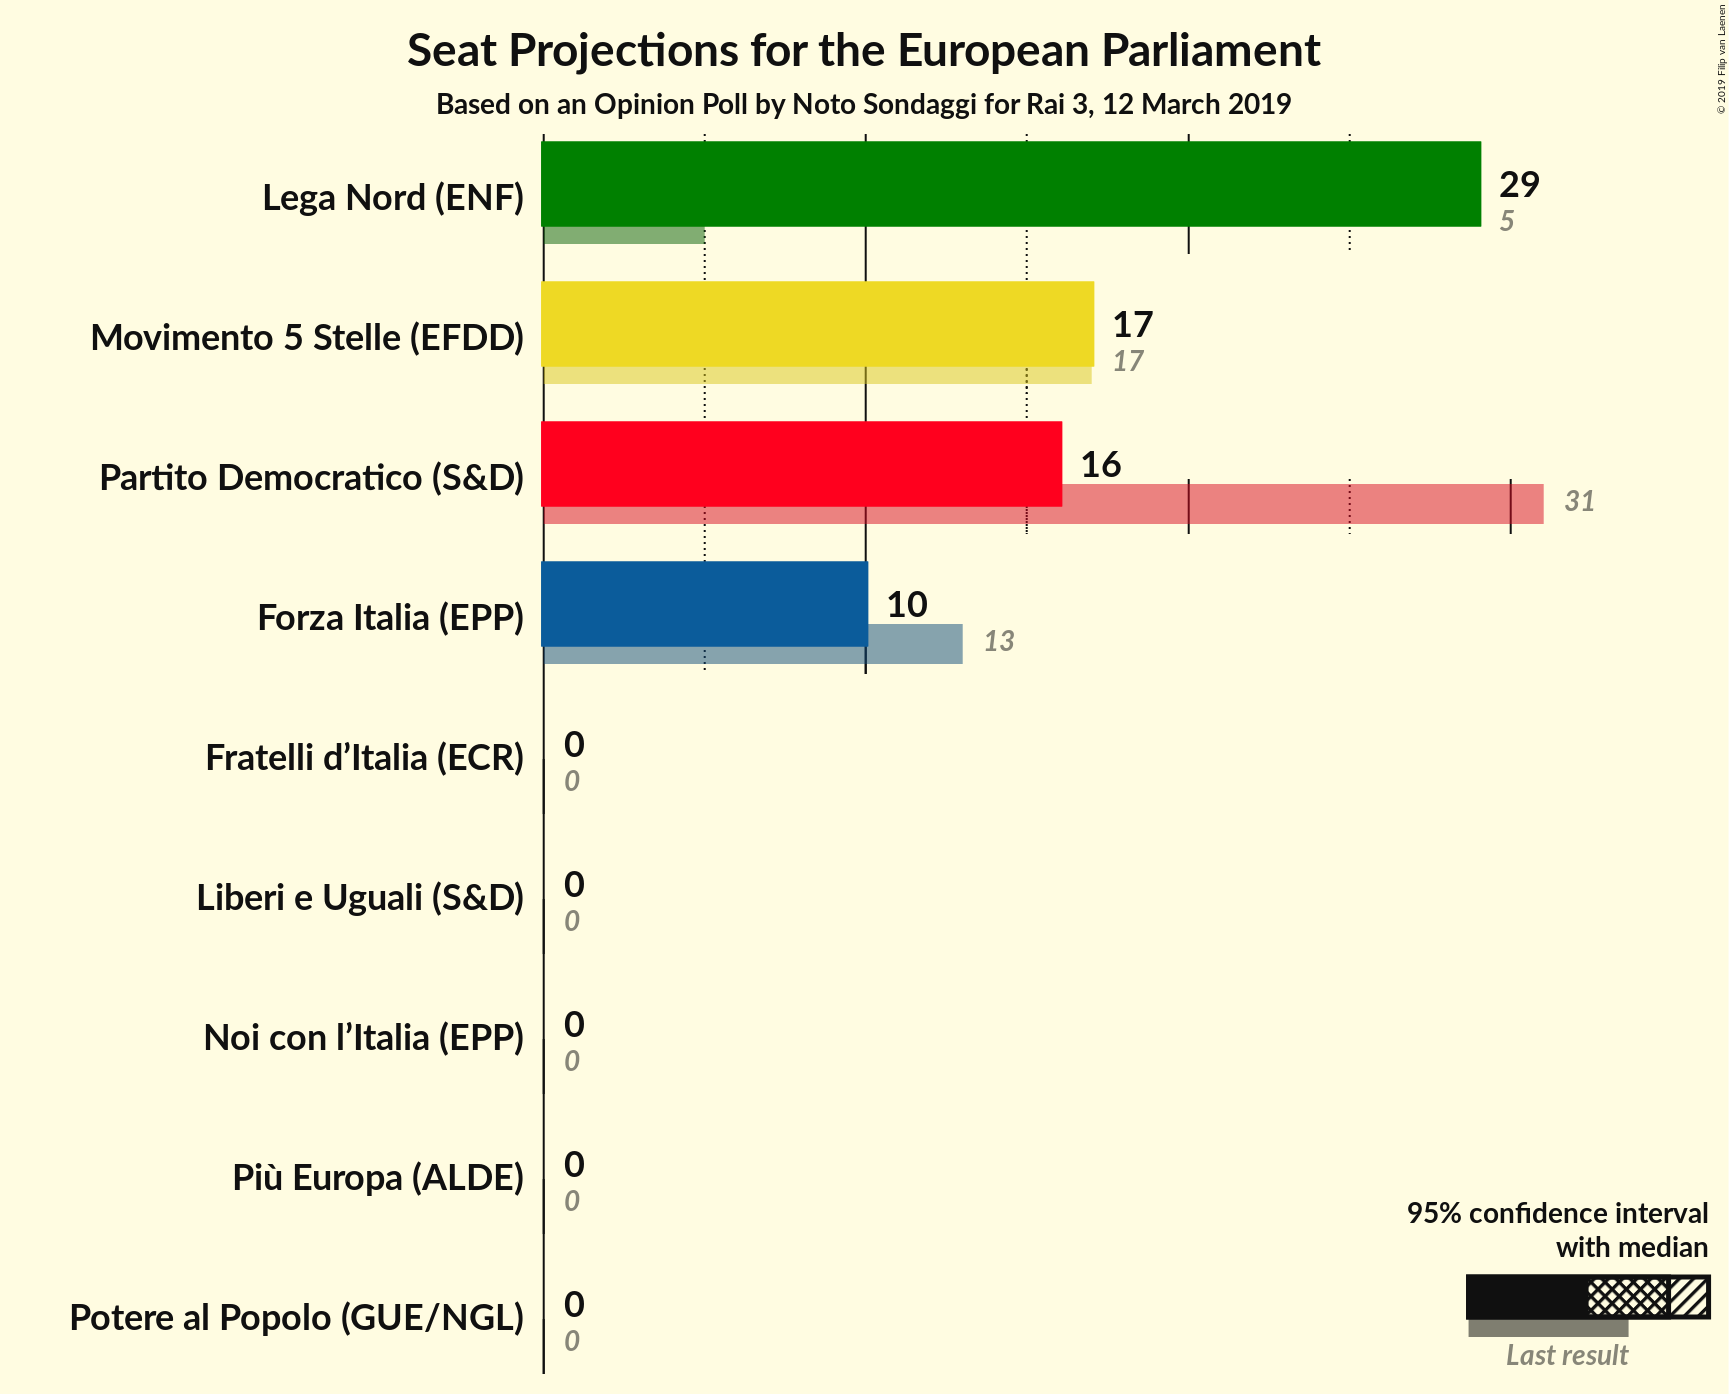 Seat Projections for the European Parliament
Based on an Opinion Poll by Noto Sondaggi for Rai 3, 12 March 2019
© 2019 Filip van Laenen
Lega Nord (ENF)
29
5
Movimento 5 Stelle (EFDD)
17
17
Partito Democratico (S&D)
16
31
Forza Italia (EPP)
10
13
Fratelli d’Italia (ECR)
0
0
Liberi e Uguali (S&D)
0
0
Noi con l’Italia (EPP)
0
0
Più Europa (ALDE)
0
0
Potere al Popolo (GUE/NGL)
0
0
95% confidence interval
with median
Last result